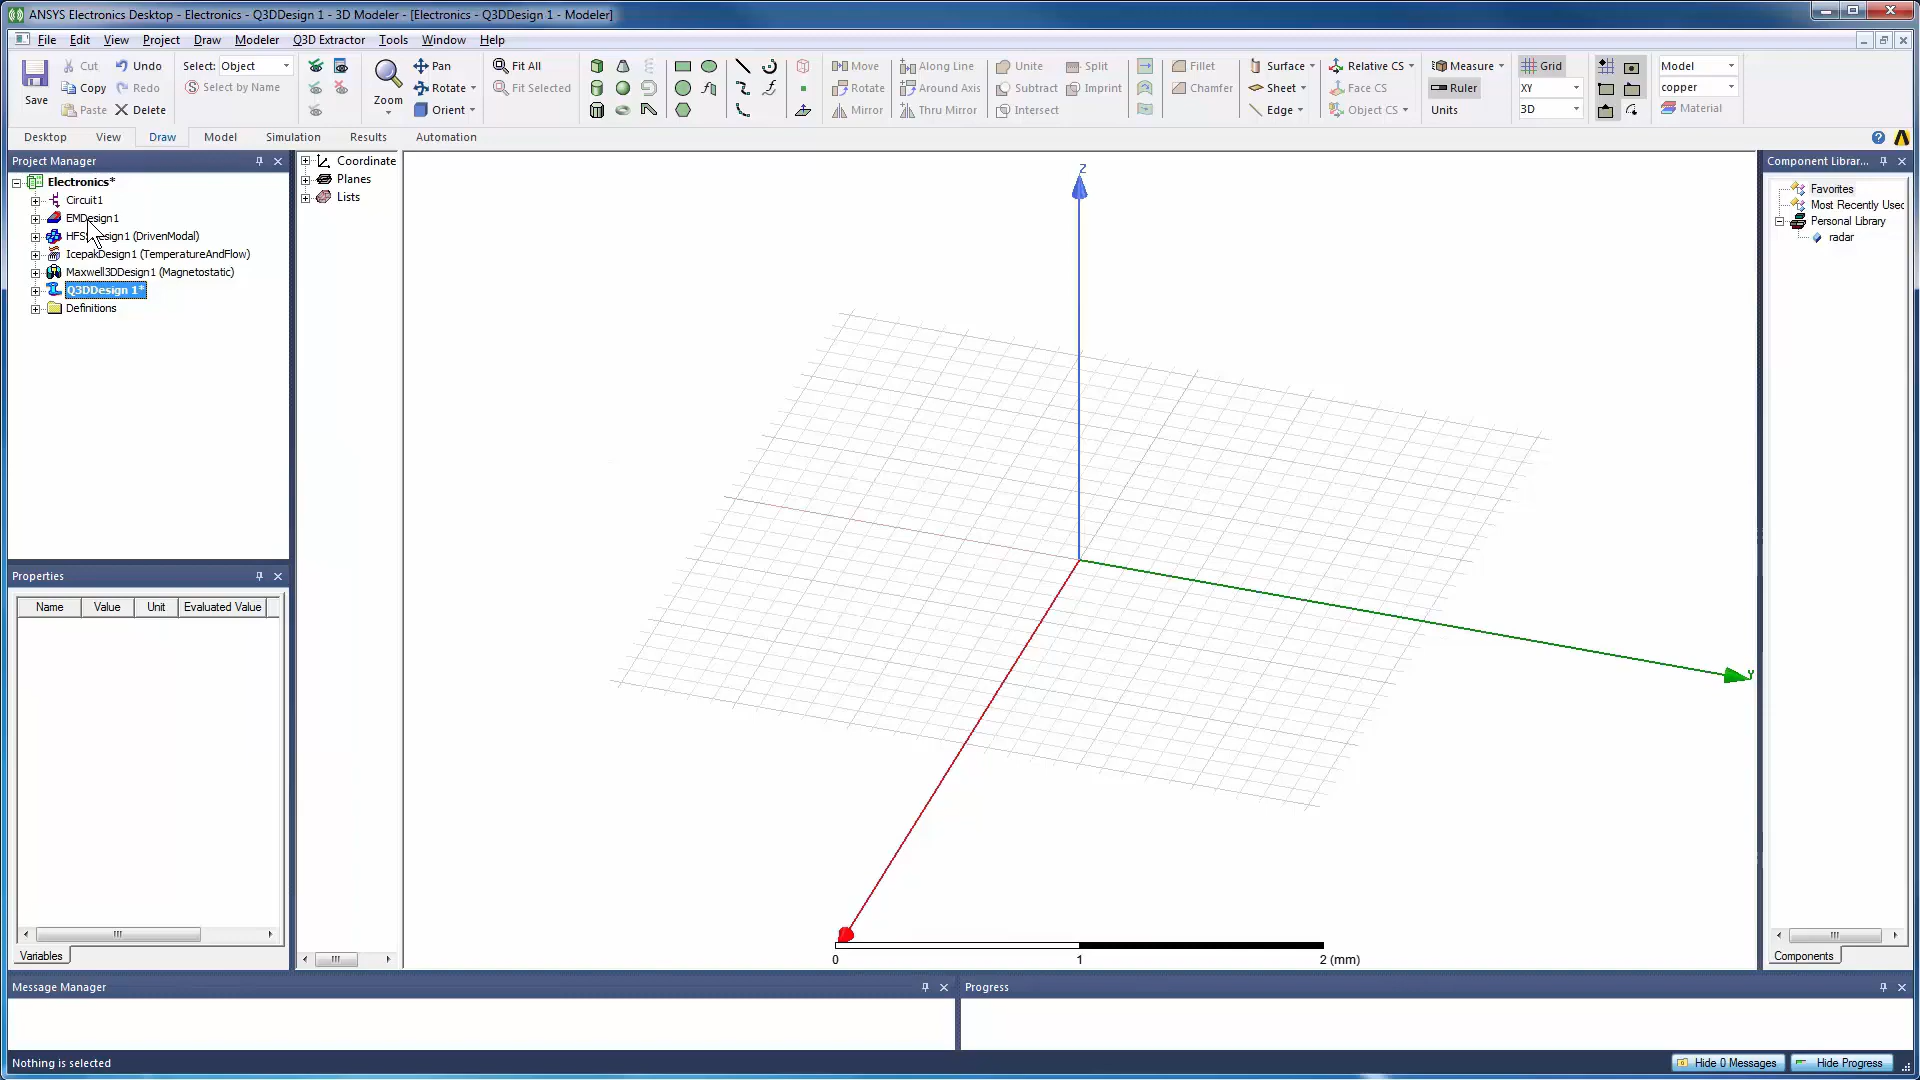 ANSYS Electronics Desktop - Electronics - Q3DDesign 1 - 3D Modeler - [Electronics - Q3DDesign 1 - Modeler]
File Edit View Project Draw Modeler Q3D Extractor Tools Window Help
Save
Cut
Copy
Paste
Undo
Redo
Delete
Select: Object
Select by Name
Zoom
Pan
Rotate
Orient
Fit All
Fit Selected
Move
Rotate
Mirror
Along Line
Around Axis
Thru Mirror
Unite
Subtract
Intersect
Split
Imprint
Fillet
Chamfer
Surface
Sheet
Edge
Relative CS
Face CS
Object CS
Measure
Ruler
Units
Grid
XY
3D
Model
copper
Material
Desktop View Draw Model Simulation Results Automation
Project Manager
Electronics*
Circuit1
EMDesign1
HFSSDesign1 (DrivenModal)
IcepakDesign1 (TemperatureAndFlow)
Maxwell3DDesign1 (Magnetostatic)
Q3DDesign 1*
Definitions
Coordinate
Planes
Lists
Z
Y
0 1 2 (mm)
Component Librar...
Favorites
Most Recently Used
Personal Library
radar
Components
Properties
Name Value Unit Evaluated Value
Variables
Message Manager
Progress
Nothing is selected
Hide 0 Messages
Hide Progress